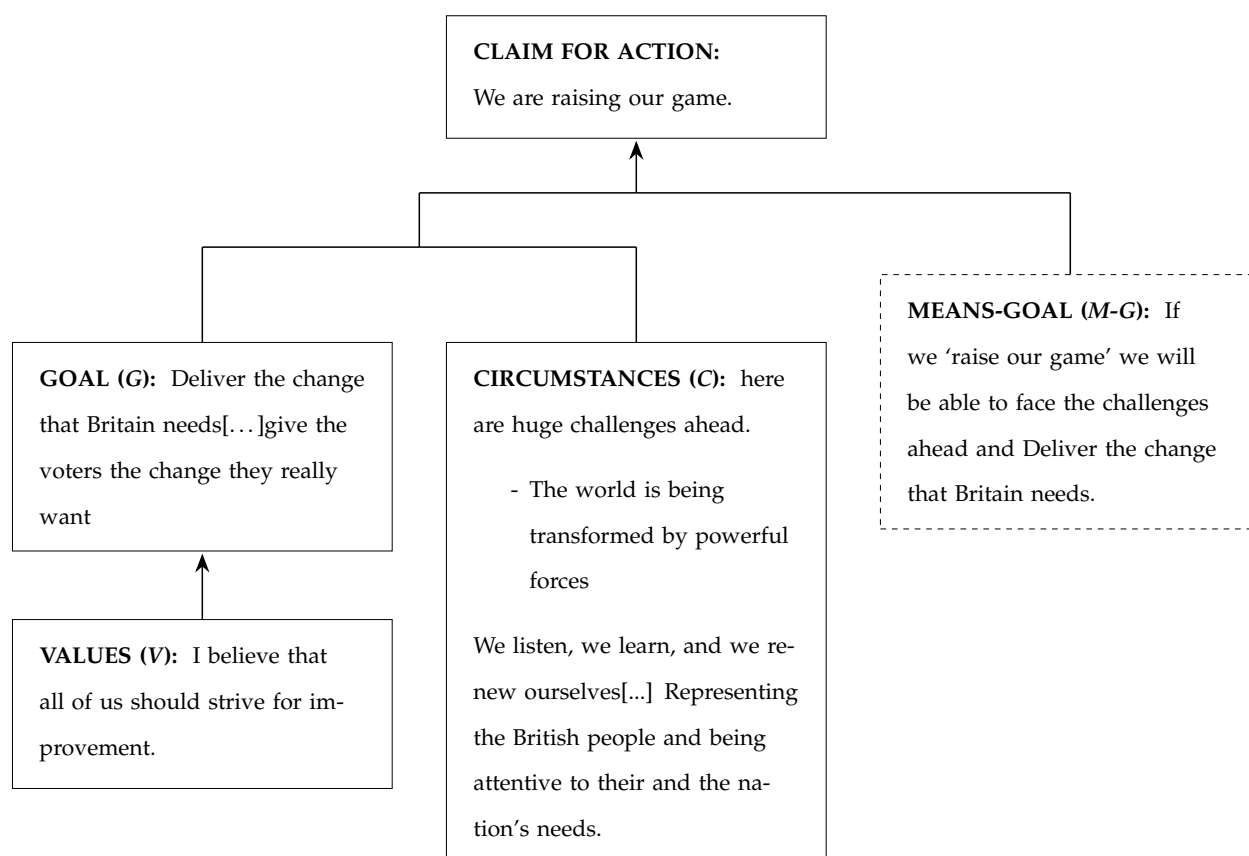 CLAIM FOR ACTION:
We are raising our game.
MEANS-GOAL (M-G): If
we ‘raise our game’ we will
be able to face the challenges
ahead and Deliver the change
that Britain needs.
GOAL (G): Deliver the change
that Britain needs[...]give the
voters the change they really
want
CIRCUMSTANCES (C): here
are huge challenges ahead.
- The world is being
transformed by powerful
forces
We listen, we learn, and we re-
new ourselves[...] Representing
the British people and being
attentive to their and the na-
tion’s needs.
VALUES (V): I believe that
all of us should strive for im-
provement.